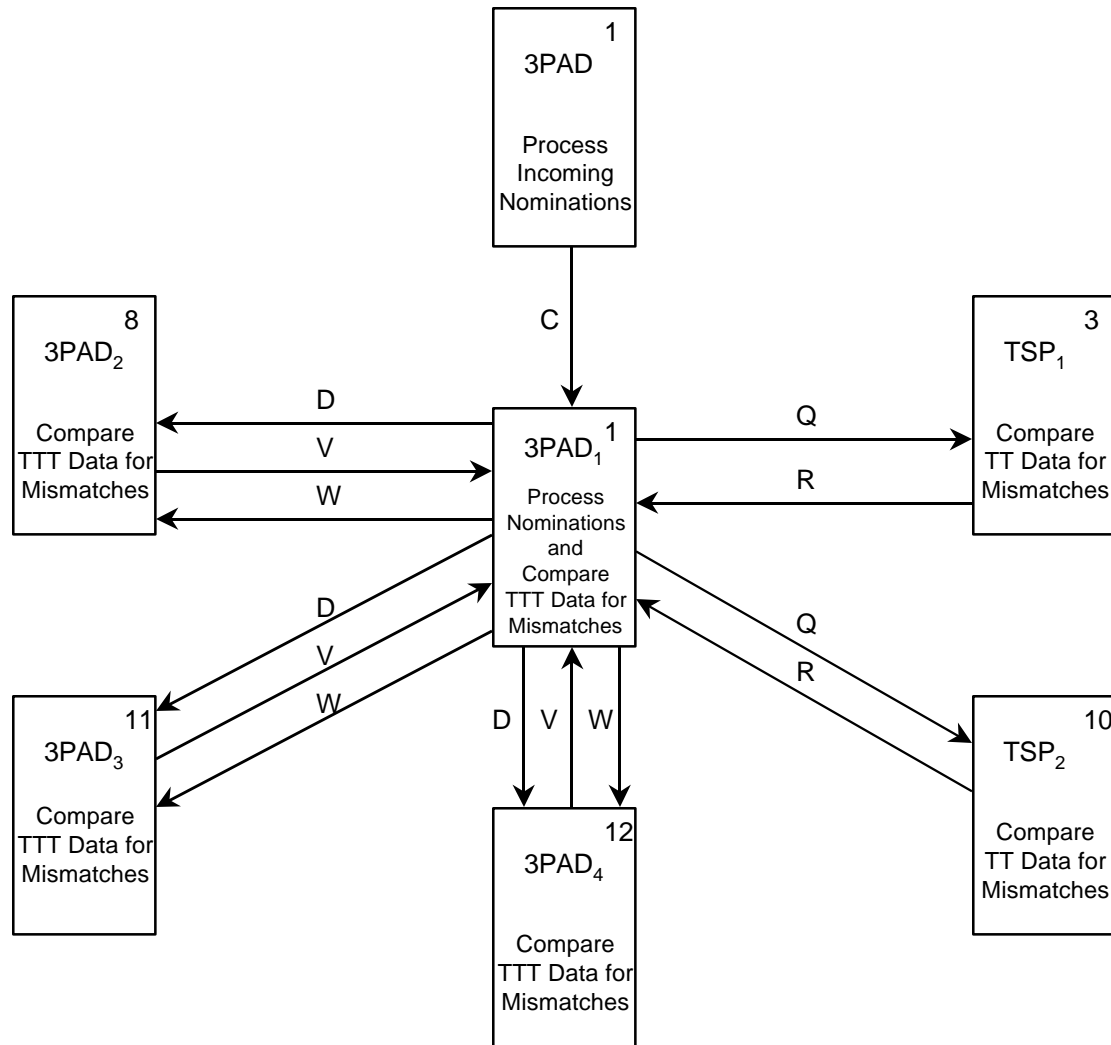 1
3PAD
Process
Incoming
Nominations
C
8
3PAD2
Compare
TTT Data for
Mismatches
D
V
W
1
3PAD1
Process
Nominations
and
Compare
TTT Data for
Mismatches
Q
R
3
TSP1
Compare
TT Data for
Mismatches
D
V
W
Q
R
11
3PAD3
Compare
TTT Data for
Mismatches
D
V
W
12
3PAD4
Compare
TTT Data for
Mismatches
10
TSP2
Compare
TT Data for
Mismatches